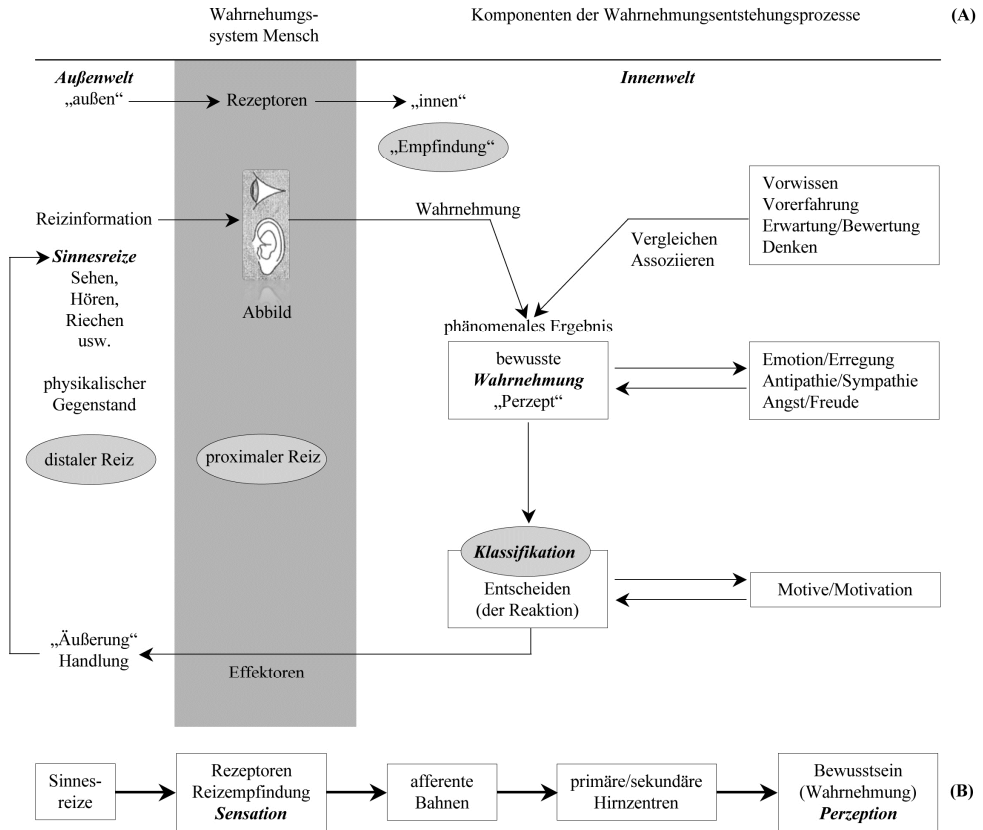 Wahrnehumgs-
system Mensch
Komponenten der Wahrnehmungsentstehungsprozesse
(A)
Außenwelt
„außen“
Rezeptoren
Innenwelt
„innen“
„Empfindung“
Reizinformation
Wahrnehmung
Vorwissen
Vorerfahrung
Erwartung/Bewertung
Denken
Vergleichen
Assoziieren
Sinnesreize
Sehen,
Hören,
Riechen
usw.
Abbild
phänomenales Ergebnis
bewusste
Wahrnehmung
„Perzept“
Emotion/Erregung
Antipathie/Sympathie
Angst/Freude
physikalischer
Gegenstand
distaler Reiz
proximaler Reiz
Klassifikation
Entscheiden
(der Reaktion)
Motive/Motivation
„Äußerung“
Handlung
Effektoren
Sinnes-
reize
Rezeptoren
Reizempfindung
Sensation
afferente
Bahnen
primäre/sekundäre
Hirnzentren
Bewusstsein
(Wahrnehmung)
Perzeption
(B)